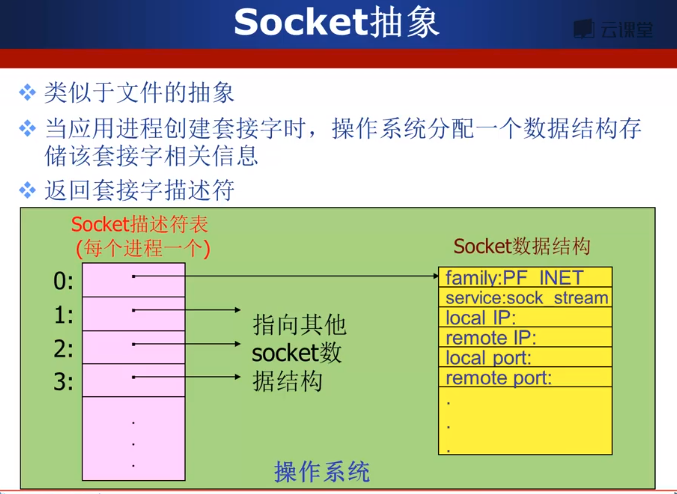 Socket抽象
云课堂
类似于文件的抽象
当应用进程创建套接字时，操作系统分配一个数据结构存
储该套接字相关信息
返回套接字描述符
Socket描述符表
(每个进程一个)
Socket数据结构
0:
1:
2:
3:
.
.
.
指向其他
socket数
据结构
family:PF_INET
service:sock_stream
local IP:
remote IP:
local port:
remote port:
.
.
.
操作系统